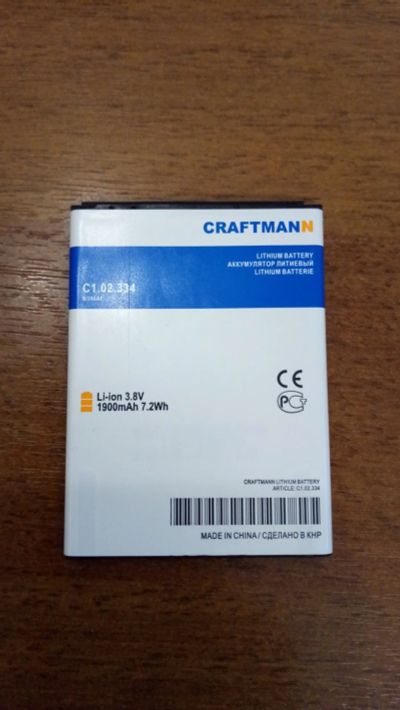 CRAFTMANN
LITHIUM BATTERY
АККУМУЛЯТОР ЛИТИЕВЫЙ
LITHIUM BATTERIE
C1.02.334
Li-ion 3.8V
1900mAh 7.2Wh
CE
РС
CRAFTMANN LITHIUM BATTERY
ARTICLE: C1.02.334
MADE IN CHINA / СДЕЛАНО В КНР